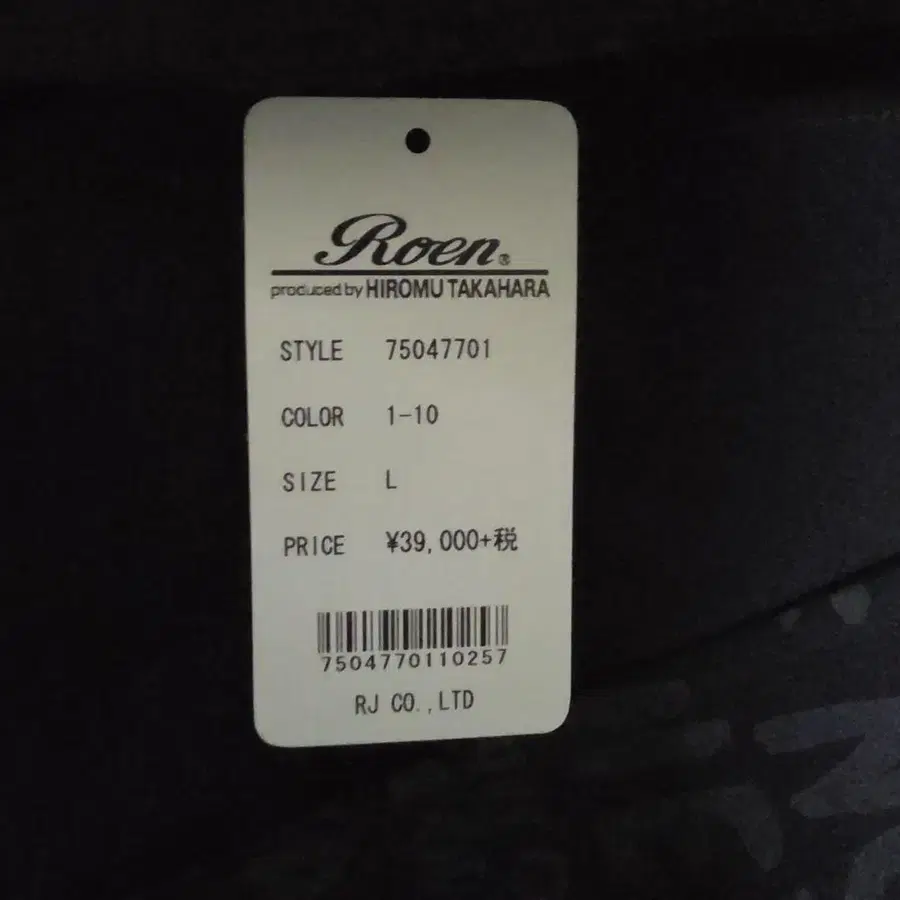 Roen®
produced by HIROMU TAKAHARA
STYLE 75047701
COLOR 1-10
SIZE L
PRICE ¥39,000+税
7504770110257
RJ CO.,LTD